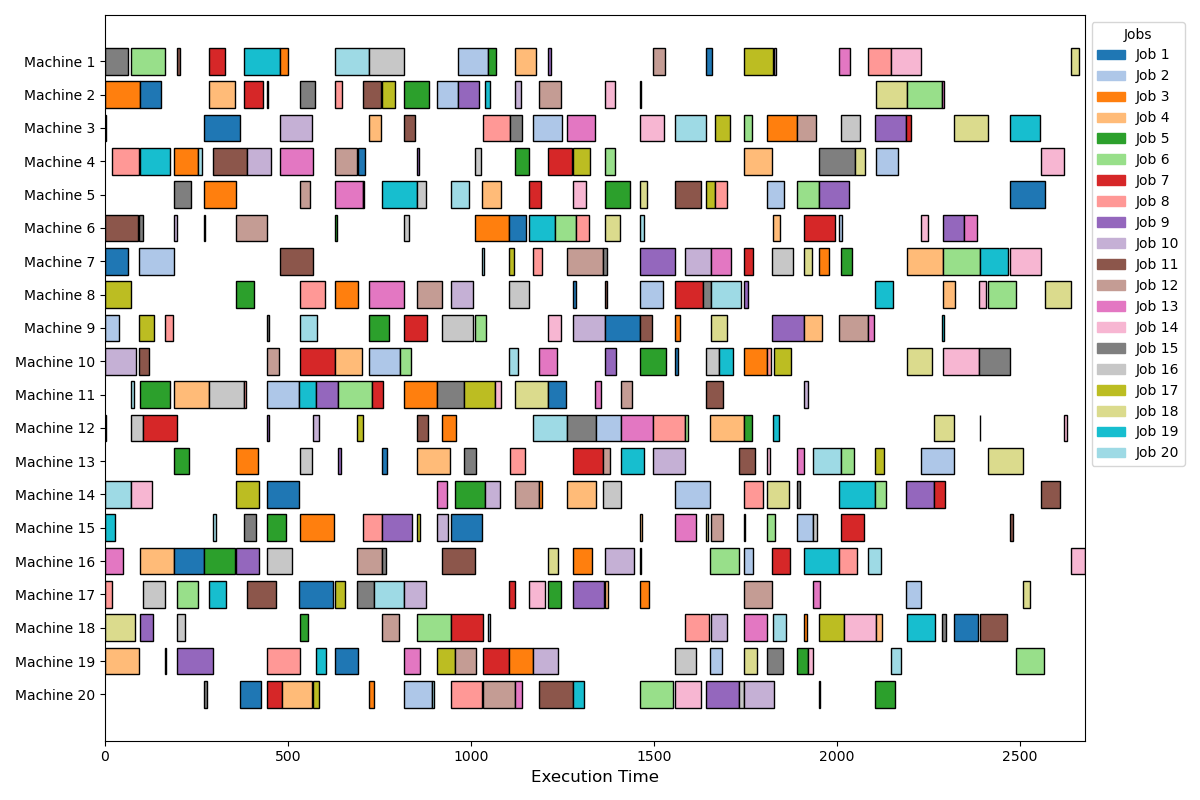 Machine 1
Machine 2
Machine 3
Machine 4
Machine 5
Machine 6
Machine 7
Machine 8
Machine 9
Machine 10
Machine 11
Machine 12
Machine 13
Machine 14
Machine 15
Machine 16
Machine 17
Machine 18
Machine 19
Machine 20
0 500 1000 1500 2000 2500
Execution Time
Jobs
Job 1
Job 2
Job 3
Job 4
Job 5
Job 6
Job 7
Job 8
Job 9
Job 10
Job 11
Job 12
Job 13
Job 14
Job 15
Job 16
Job 17
Job 18
Job 19
Job 20